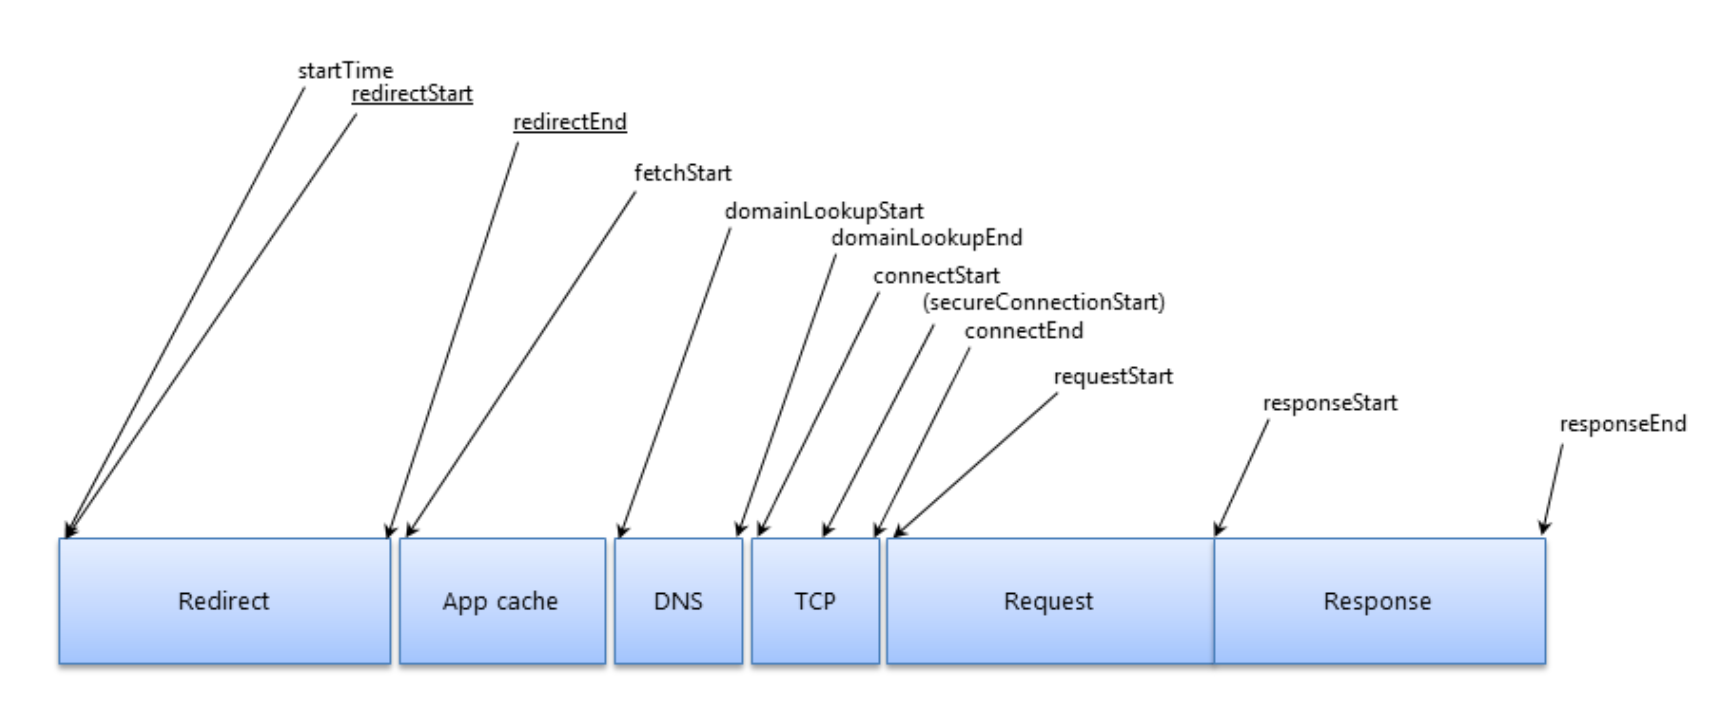 startTime
redirectStart
redirectEnd
fetchStart
domainLookupStart
domainLookupEnd
connectStart
(secureConnectionStart)
connectEnd
requestStart
responseStart
responseEnd
Redirect
App cache
DNS
TCP
Request
Response